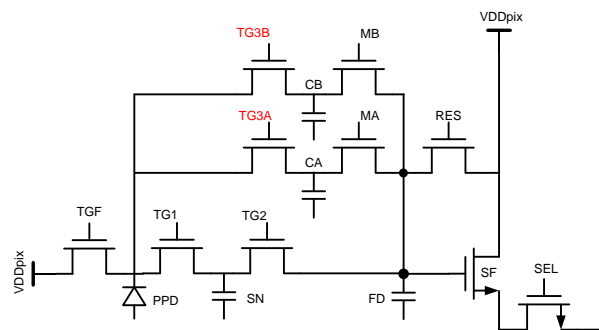 VDDpix
TG3B
MB
CB
TG3A
MA
RES
CA
TGF
TG1
TG2
VDDpix
PPD
SN
FD
SF
SEL